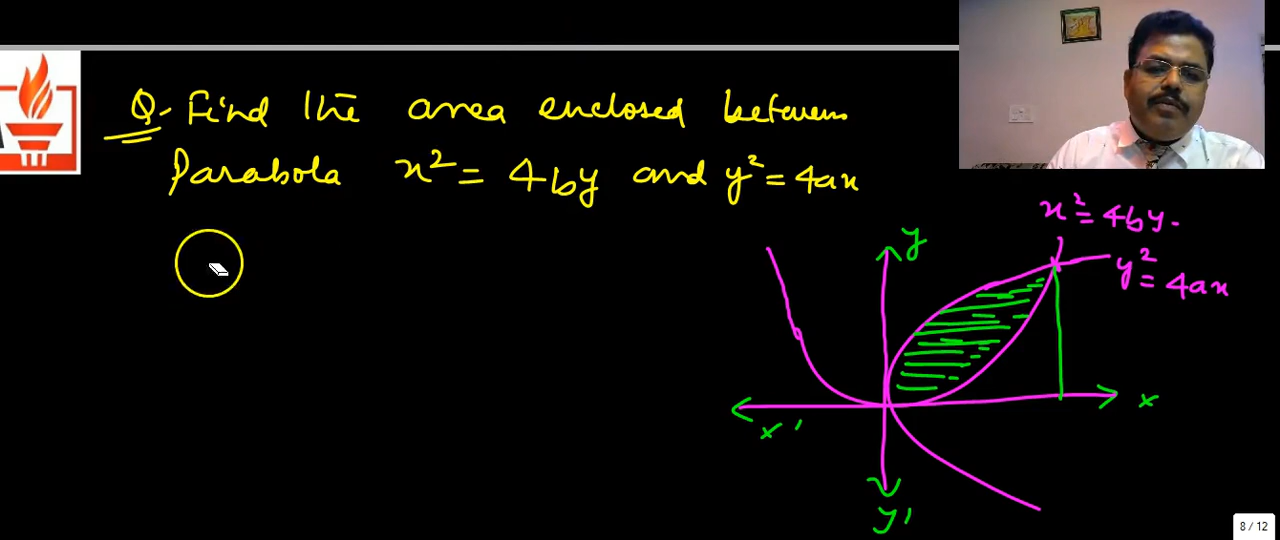 Q- Find the area enclosed between
Parabola x² = 4by and y² = 4ax
x² = 4by-
y² = 4ax
y
x
x'
y'
8 / 12